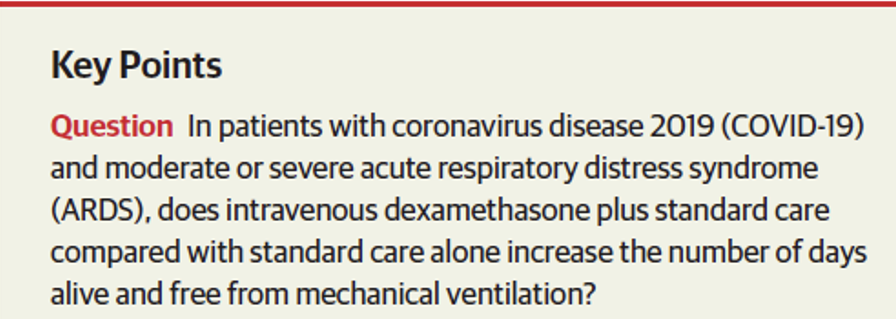 Key Points
Question In patients with coronavirus disease 2019 (COVID-19)
and moderate or severe acute respiratory distress syndrome
(ARDS), does intravenous dexamethasone plus standard care
compared with standard care alone increase the number of days
alive and free from mechanical ventilation?